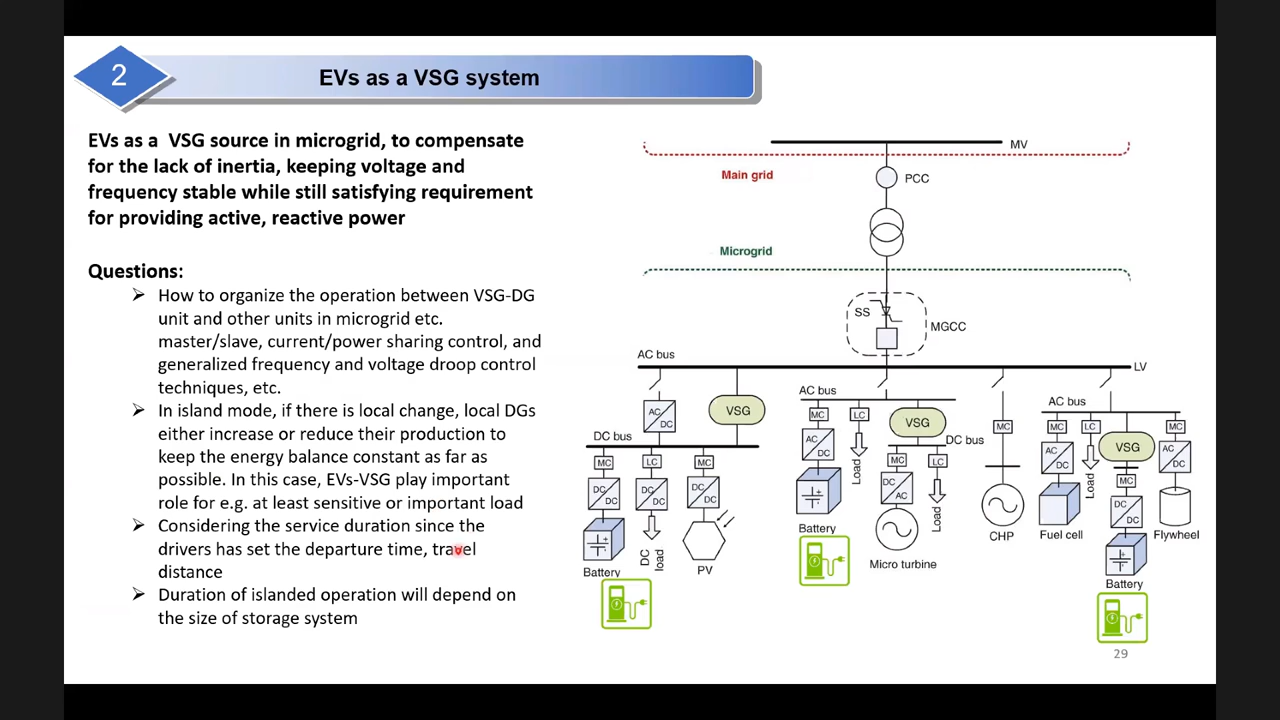 2
EVs as a VSG system
EVs as a VSG source in microgrid, to compensate
for the lack of inertia, keeping voltage and
frequency stable while still satisfying requirement
for providing active, reactive power
Questions:
How to organize the operation between VSG-DG
unit and other units in microgrid etc.
master/slave, current/power sharing control, and
generalized frequency and voltage droop control
techniques, etc.
In island mode, if there is local change, local DGs
either increase or reduce their production to
keep the energy balance constant as far as
possible. In this case, EVs-VSG play important
role for e.g. at least sensitive or important load
Considering the service duration since the
drivers has set the departure time, travel
distance
Duration of islanded operation will depend on
the size of storage system
MV
Main grid
PCC
Microgrid
SS
MGCC
AC bus
LV
AC
DC
VSG
DC bus
MC
LC
MC
DC
DC
DC
DC
DC
DC
Battery
DC
load
PV
AC bus
MC
LC
VSG
AC
DC
Load
DC bus
MC
LC
DC
AC
Load
Battery
Micro turbine
MC
CHP
AC bus
MC
LC
VSG
MC
AC
DC
Load
MC
AC
DC
DC
DC
Fuel cell
Flywheel
Battery
29